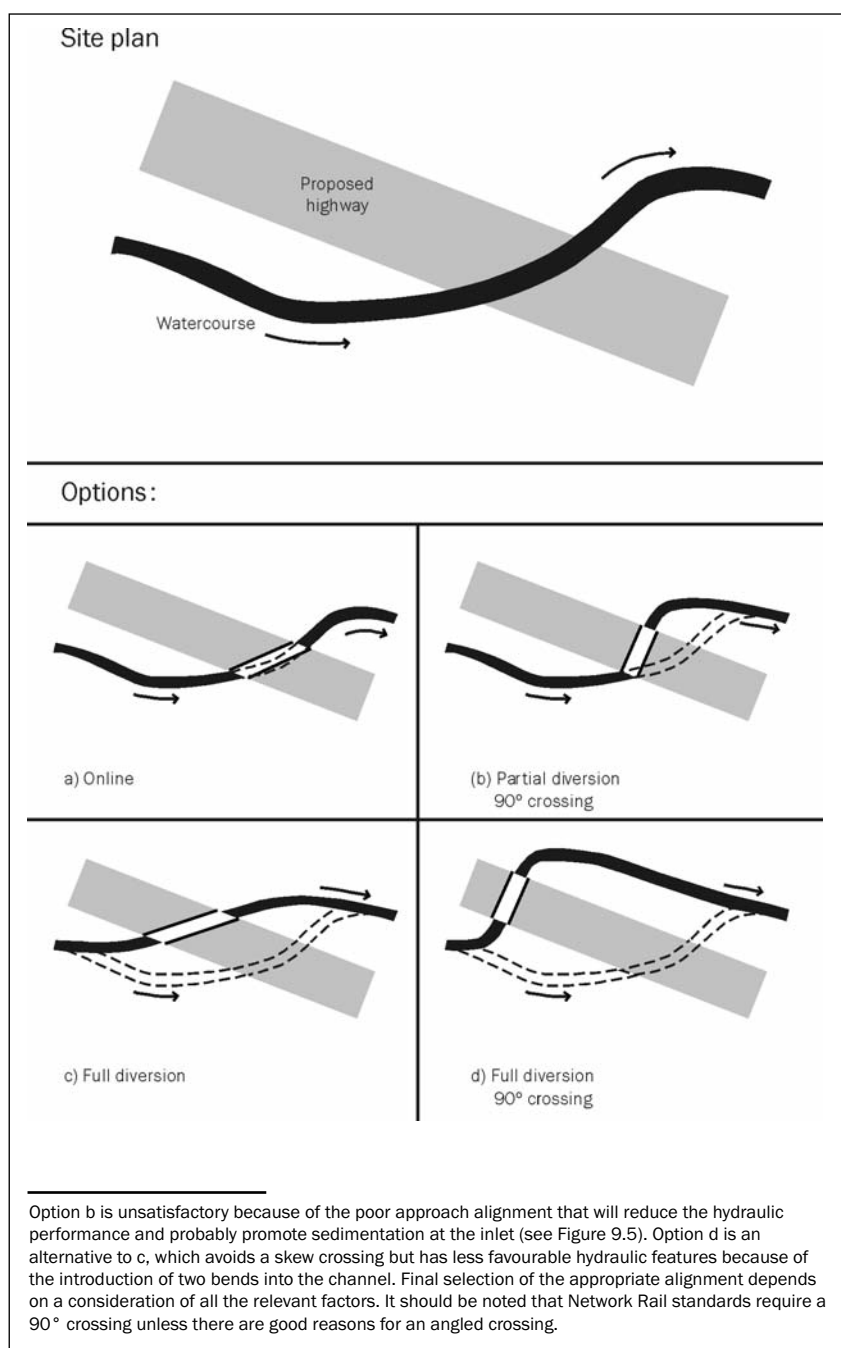 Site plan
Proposed
highway
Watercourse
Options:
a) Online
(b) Partial diversion
90º crossing
c) Full diversion
d) Full diversion
90º crossing
Option b is unsatisfactory because of the poor approach alignment that will reduce the hydraulic
performance and probably promote sedimentation at the inlet (see Figure 9.5). Option d is an
alternative to c, which avoids a skew crossing but has less favourable hydraulic features because of
the introduction of two bends into the channel. Final selection of the appropriate alignment depends
on a consideration of all the relevant factors. It should be noted that Network Rail standards require a
90° crossing unless there are good reasons for an angled crossing.